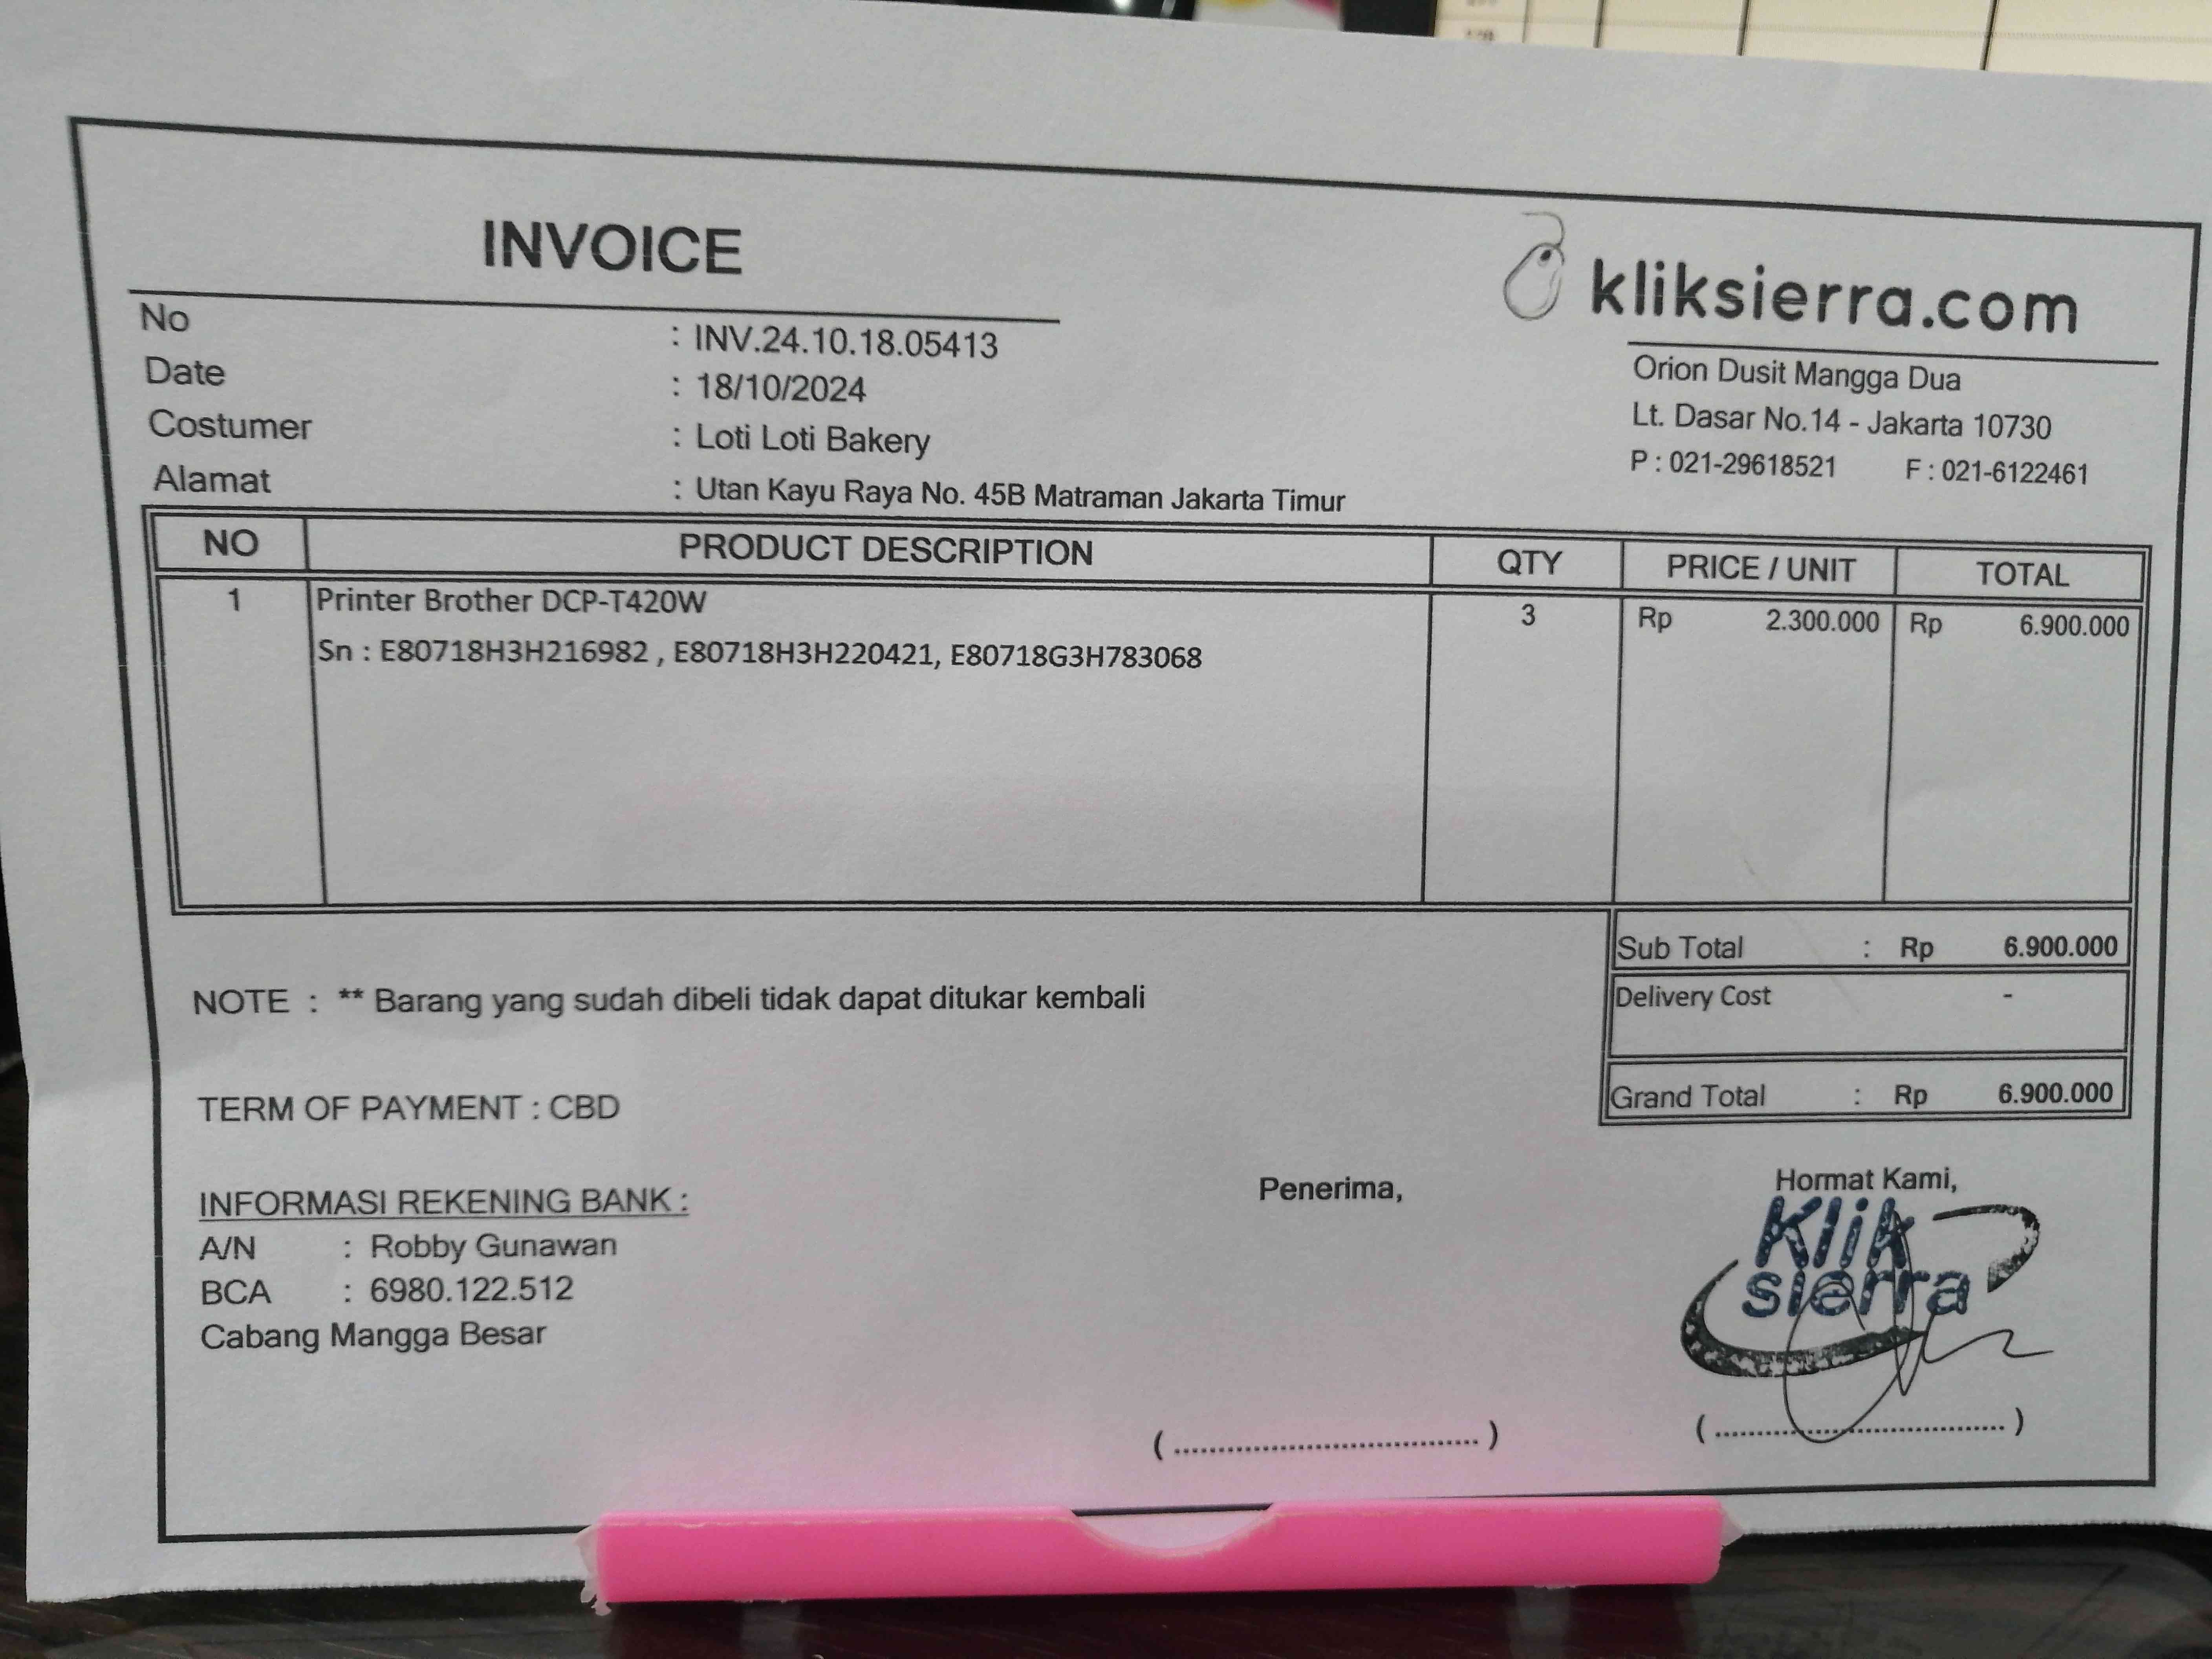 INVOICE
kliksierra.com
Orion Dusit Mangga Dua
Lt. Dasar No.14 - Jakarta 10730
P : 021-29618521 F : 021-6122461
No : INV.24.10.18.05413
Date : 18/10/2024
Costumer : Loti Loti Bakery
Alamat : Utan Kayu Raya No. 45B Matraman Jakarta Timur
NO PRODUCT DESCRIPTION QTY PRICE / UNIT TOTAL
1 Printer Brother DCP-T420W 3 Rp 2.300.000 Rp 6.900.000
Sn : E80718H3H216982 , E80718H3H220421, E80718G3H783068
Sub Total : Rp 6.900.000
Delivery Cost -
Grand Total : Rp 6.900.000
NOTE : ** Barang yang sudah dibeli tidak dapat ditukar kembali
TERM OF PAYMENT : CBD
INFORMASI REKENING BANK :
A/N : Robby Gunawan
BCA : 6980.122.512
Cabang Mangga Besar
Penerima,
( .................................... )
Hormat Kami,
Klik
sierra
( .................................... )